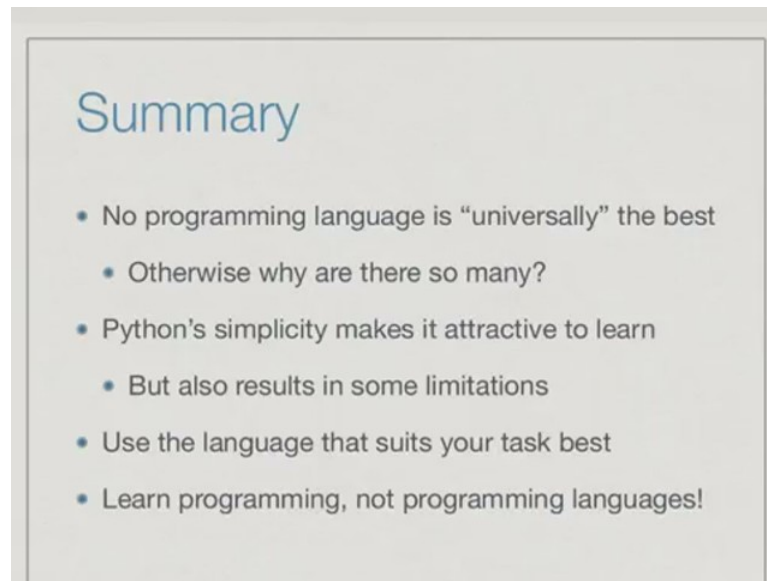 Summary
• No programming language is “universally” the best
• Otherwise why are there so many?
• Python’s simplicity makes it attractive to learn
• But also results in some limitations
• Use the language that suits your task best
• Learn programming, not programming languages!